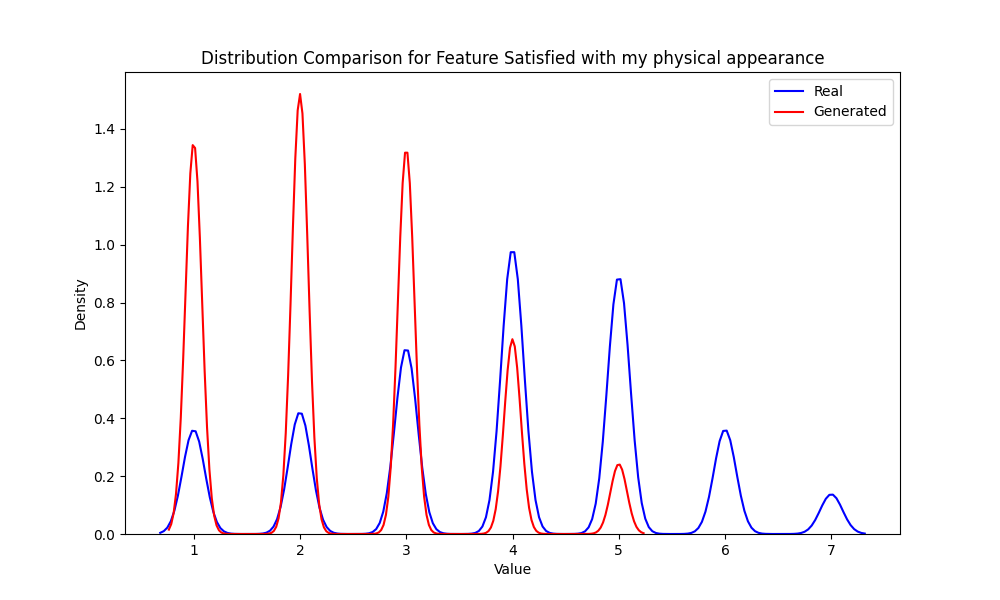 Distribution Comparison for Feature Satisfied with my physical appearance
Real
Generated
1.4
1.2
1.0
0.8
0.6
0.4
0.2
0.0
Density
1 2 3 4 5 6 7
Value